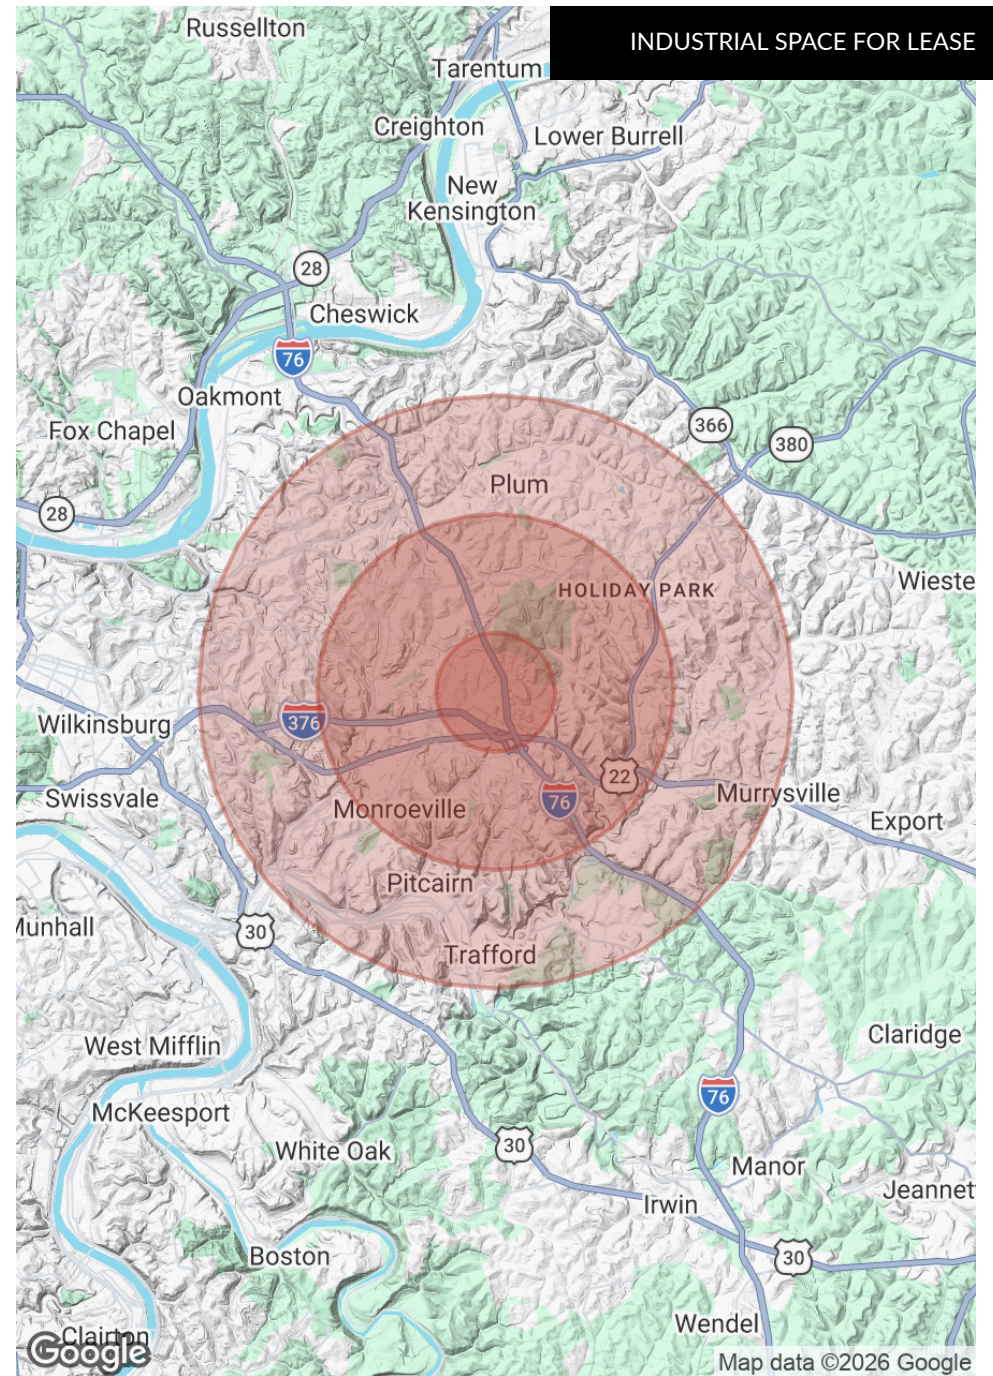 INDUSTRIAL SPACE FOR LEASE
Russellton
Tarentum
Creighton
Lower Burrell
New
Kensington
28
Cheswick
76
Oakmont
366
Fox Chapel
380
Plum
28
HOLIDAY PARK
Wieste
376
Wilkinsburg
22
Swissvale
76
Murrysville
Monroeville
Export
Pitcairn
Munhall
30
Trafford
Claridge
West Mifflin
76
McKeesport
30
White Oak
Manor
Jeannet
Irwin
Boston
30
Wendel
Clairton
Google
Map data ©2026 Google